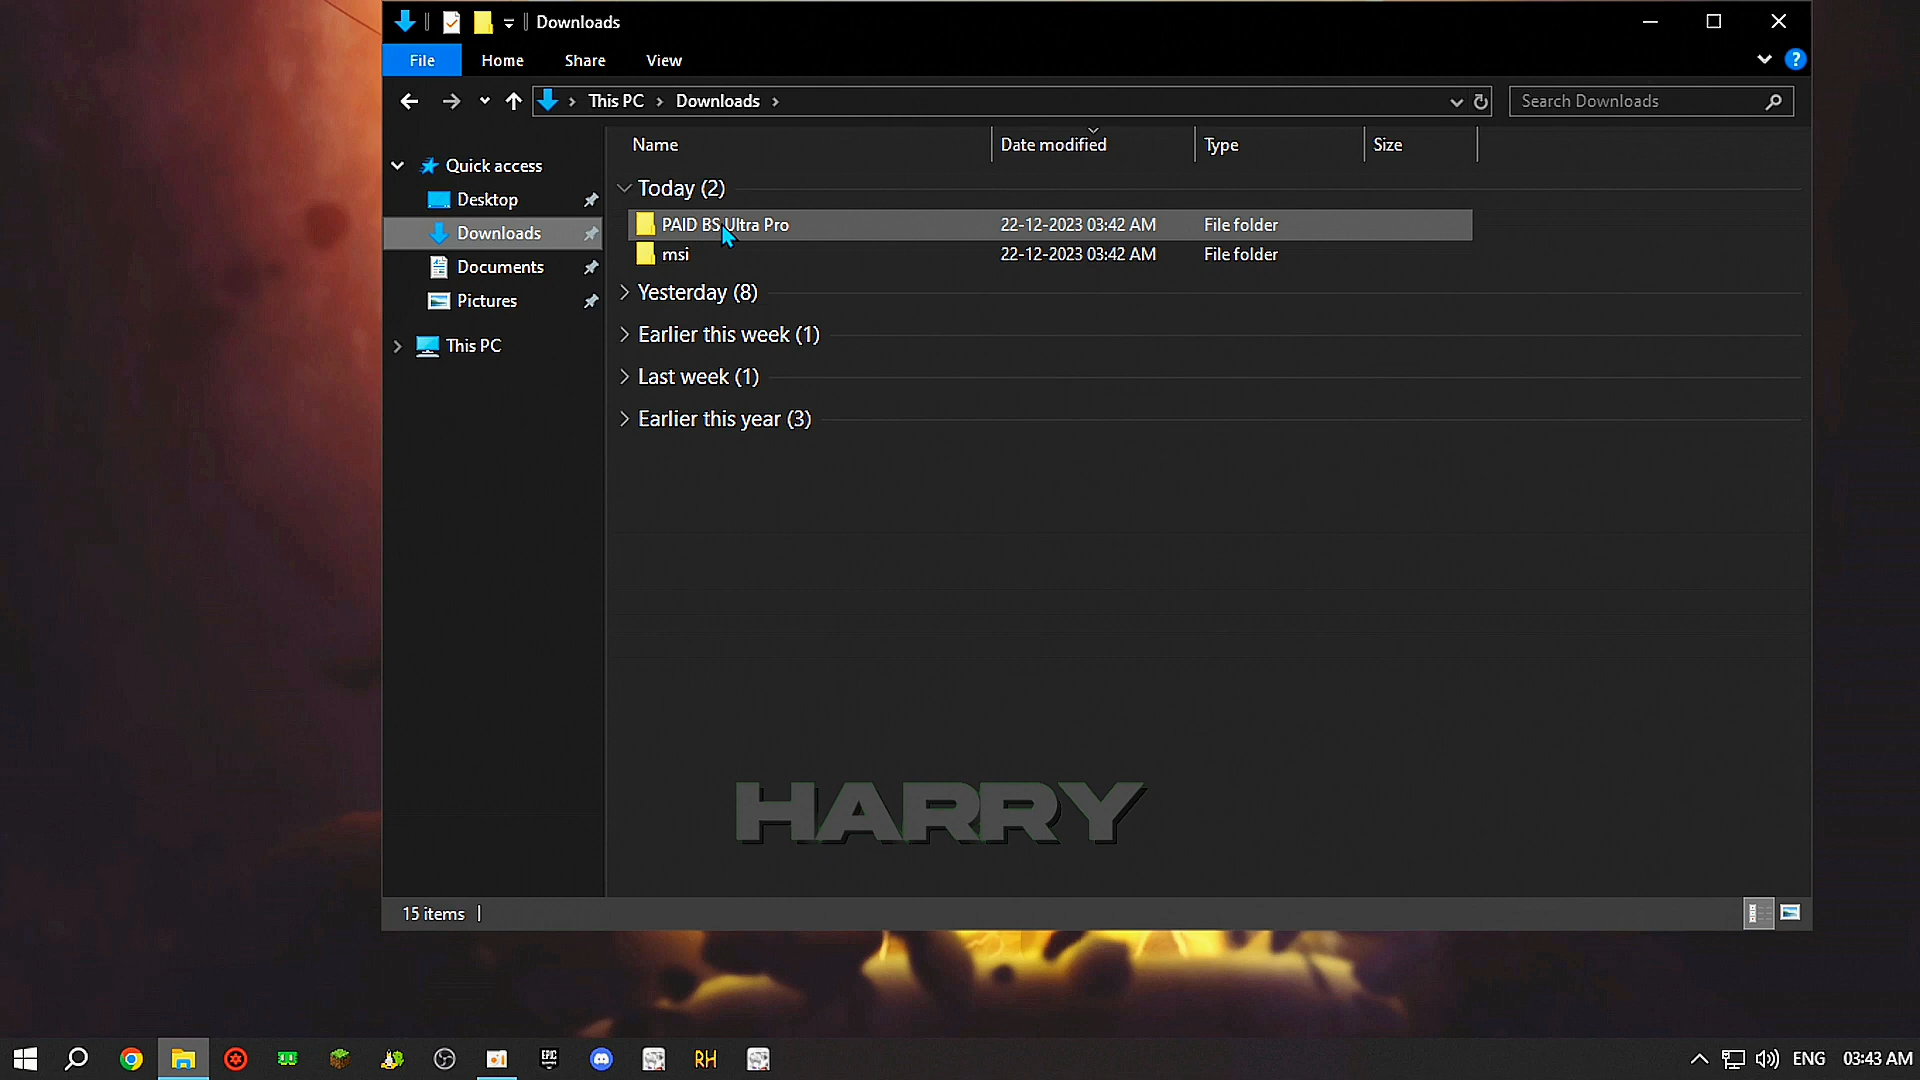 Downloads
File Home Share View
This PC Downloads Search Downloads
Name Date modified Type Size
Quick access
Desktop
Downloads
Documents
Pictures
This PC
Today (2)
PAID BS Ultra Pro 22-12-2023 03:42 AM File folder
msi 22-12-2023 03:42 AM File folder
Yesterday (8)
Earlier this week (1)
Last week (1)
Earlier this year (3)
HARRY
15 items
EPIC GAMES RH ENG 03:43 AM